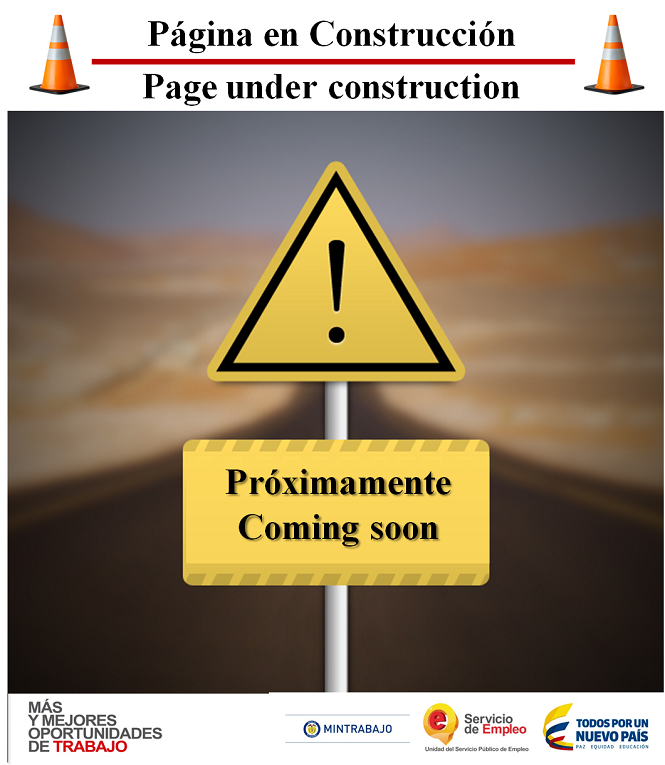 Página en Construcción
Page under construction
!
Próximamente
Coming soon
MÁS
Y MEJORES
OPORTUNIDADES
DE TRABAJO
MINTRABAJO
e
Servicio
de Empleo
Unidad del Servicio Público de Empleo
TODOS POR UN
NUEVO PAÍS
PAZ EQUIDAD EDUCACIÓN